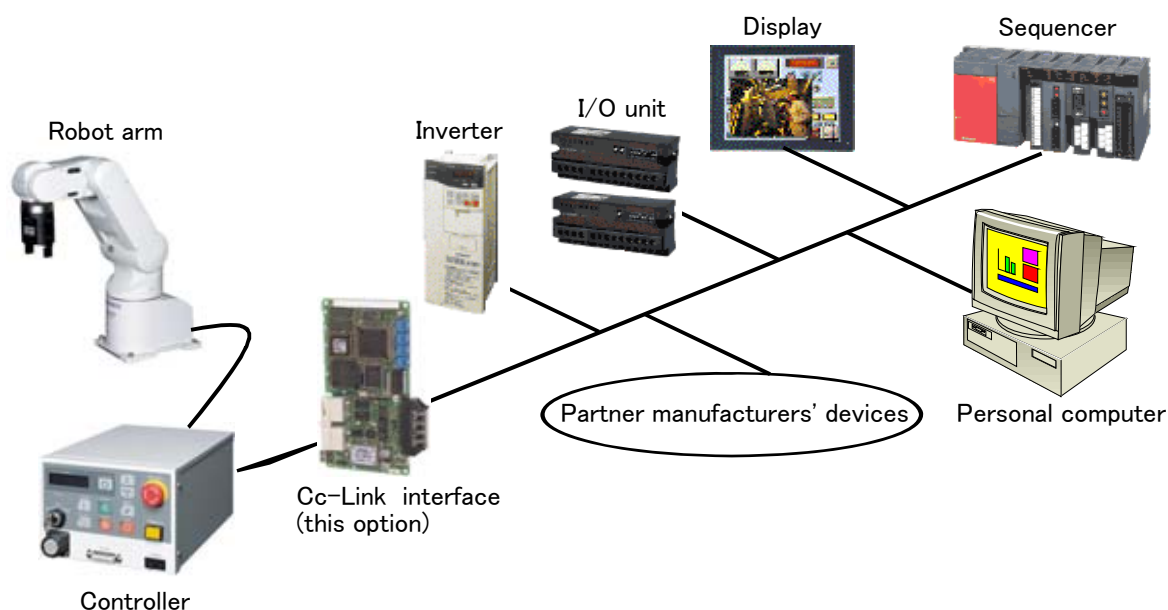 Display
Sequencer
I/O unit
Inverter
Robot arm
Partner manufacturers' devices
Personal computer
Cc-Link interface
(this option)
Controller